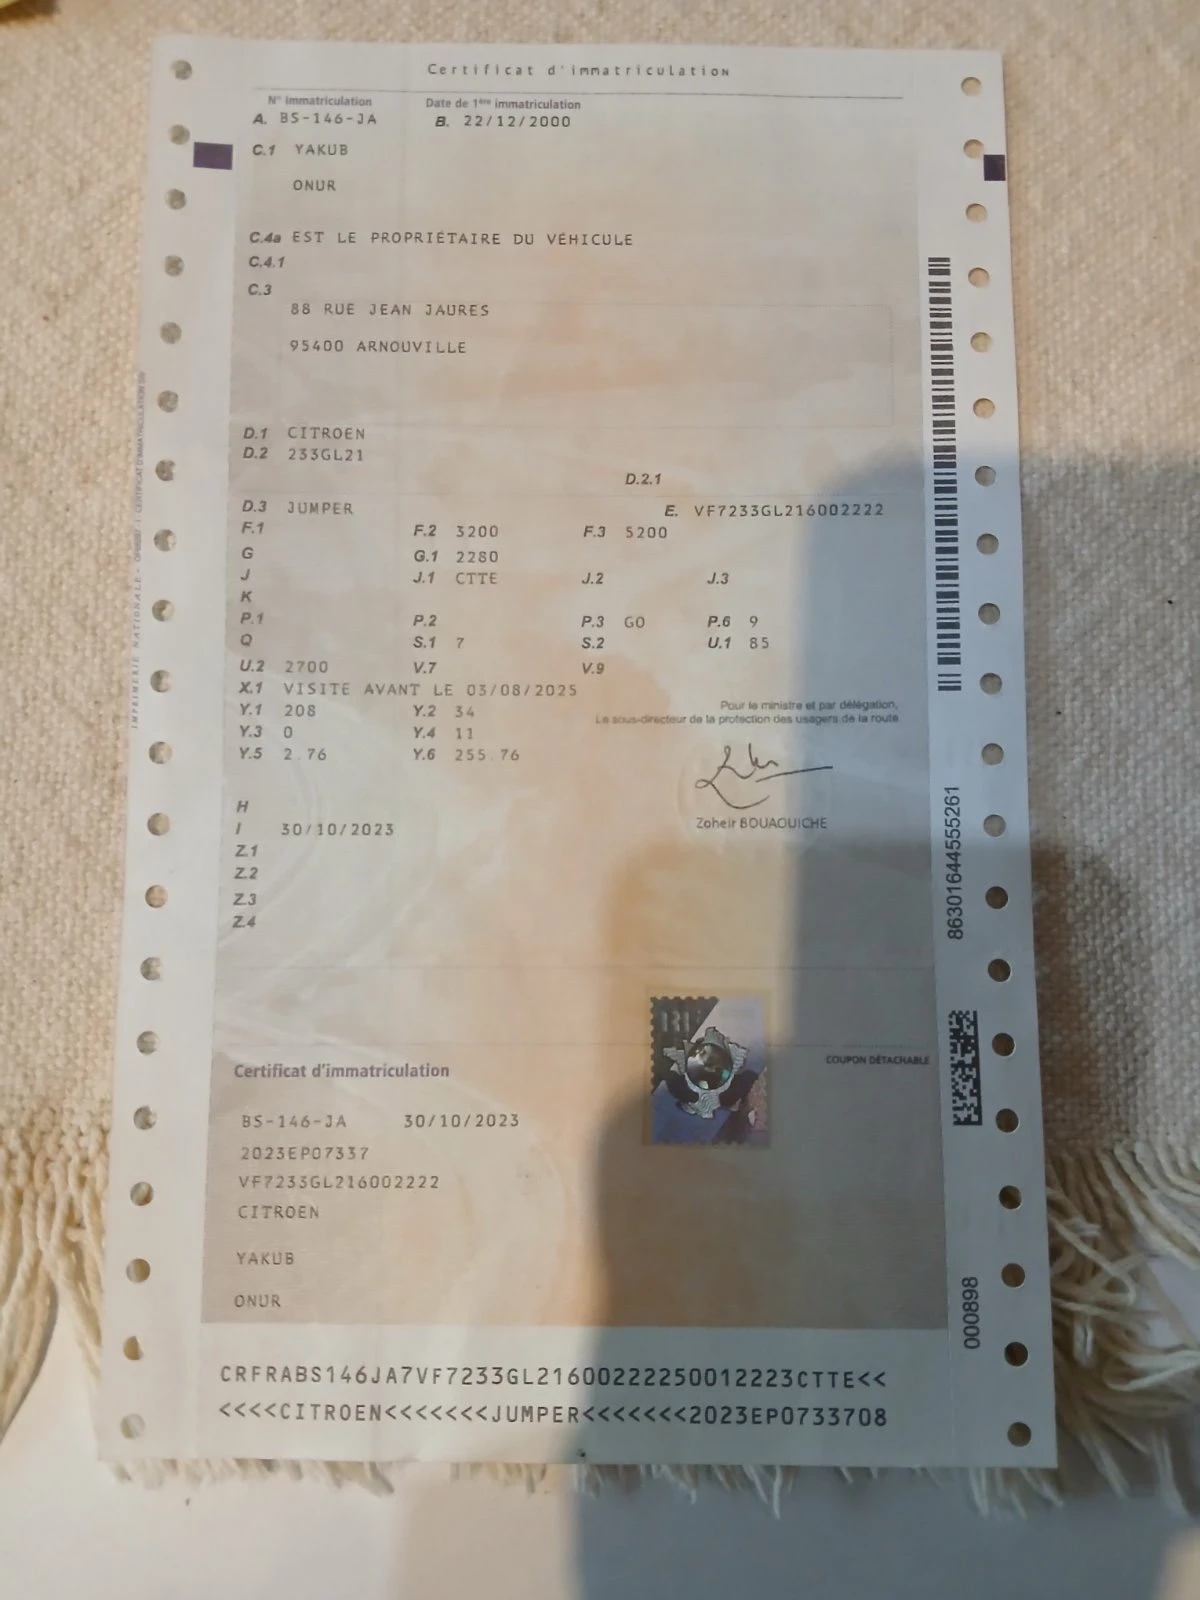 Certificat d'immatriculation
N° immatriculation Date de 1ère immatriculation
A. BS-146-JA B. 22/12/2000
C.1 YAKUB
ONUR
C.4a EST LE PROPRIÉTAIRE DU VÉHICULE
C.4.1
C.3
88 RUE JEAN JAURES
95400 ARNOUVILLE
D.1 CITROEN
D.2 233GL21
D.2.1
D.3 JUMPER E. VF7233GL216002222
F.1 F.2 3200 F.3 5200
G G.1 2280
J J.1 CTTE J.2 J.3
K
P.1 P.2 P.3 GO P.6 9
Q S.1 7 S.2 U.1 85
U.2 2700 V.7 V.9
X.1 VISITE AVANT LE 03/08/2025
Pour le ministre et par délégation,
Le sous-directeur de la protection des usagers de la route
Y.1 208 Y.2 34
Y.3 0 Y.4 11
Y.5 2.76 Y.6 255.76
Zoheir BOUAOUICHE
H
I 30/10/2023
Z.1
Z.2
Z.3
Z.4
COUPON DÉTACHABLE
Certificat d'immatriculation
BS-146-JA 30/10/2023
2023EP07337
VF7233GL216002222
CITROEN
YAKUB
ONUR
CRFRABS146JA7VF7233GL216002222250012223CTTE<<
<<<<CITROEN<<<<<<<JUMPER<<<<<<<2023EP0733708
8630164455261
000898